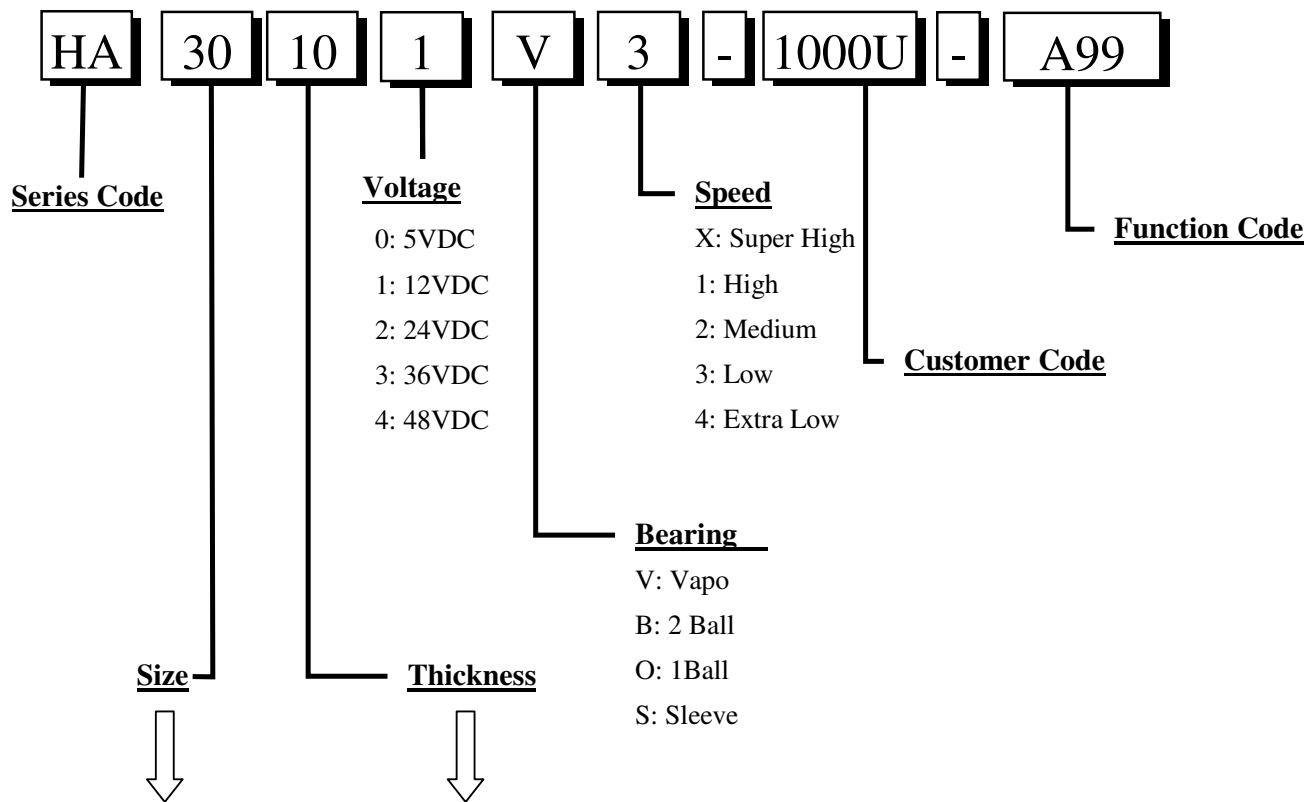 HA 30 10 1 V 3 - 1000U - A99
Series Code
Voltage
0: 5VDC
1: 12VDC
2: 24VDC
3: 36VDC
4: 48VDC
Speed
X: Super High
1: High
2: Medium
3: Low
4: Extra Low
Function Code
Customer Code
Bearing
V: Vapo
B: 2 Ball
O: 1Ball
S: Sleeve
Size
Thickness